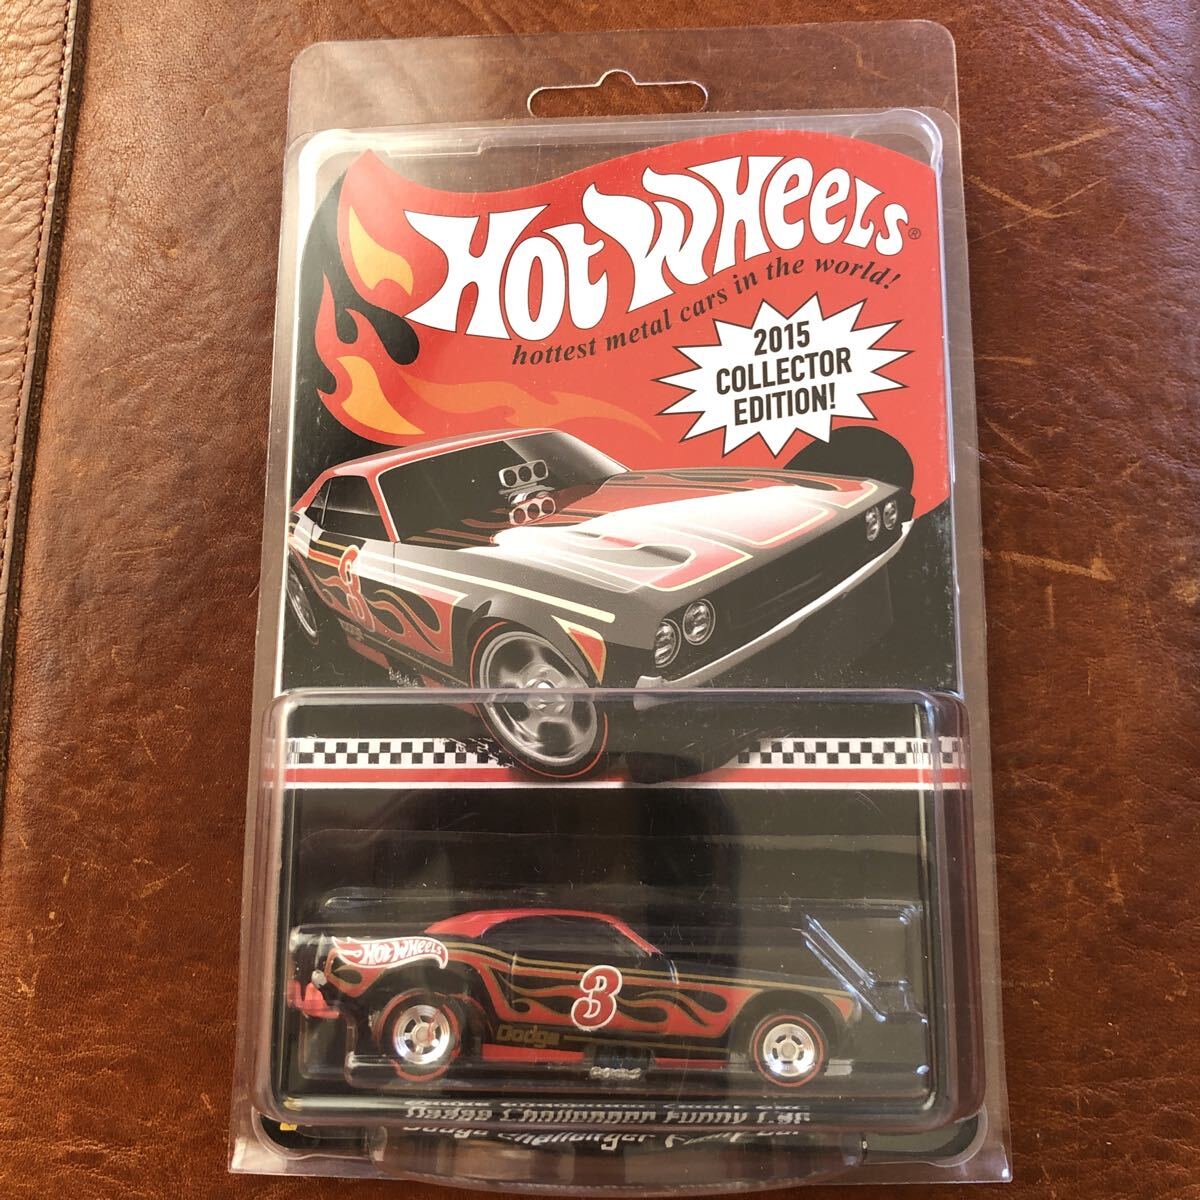 Hot Wheels®
hottest metal cars in the world!
2015
COLLECTOR
EDITION!
3
Hot Wheels
3
Dodge
Dodge Challenger Funny Car